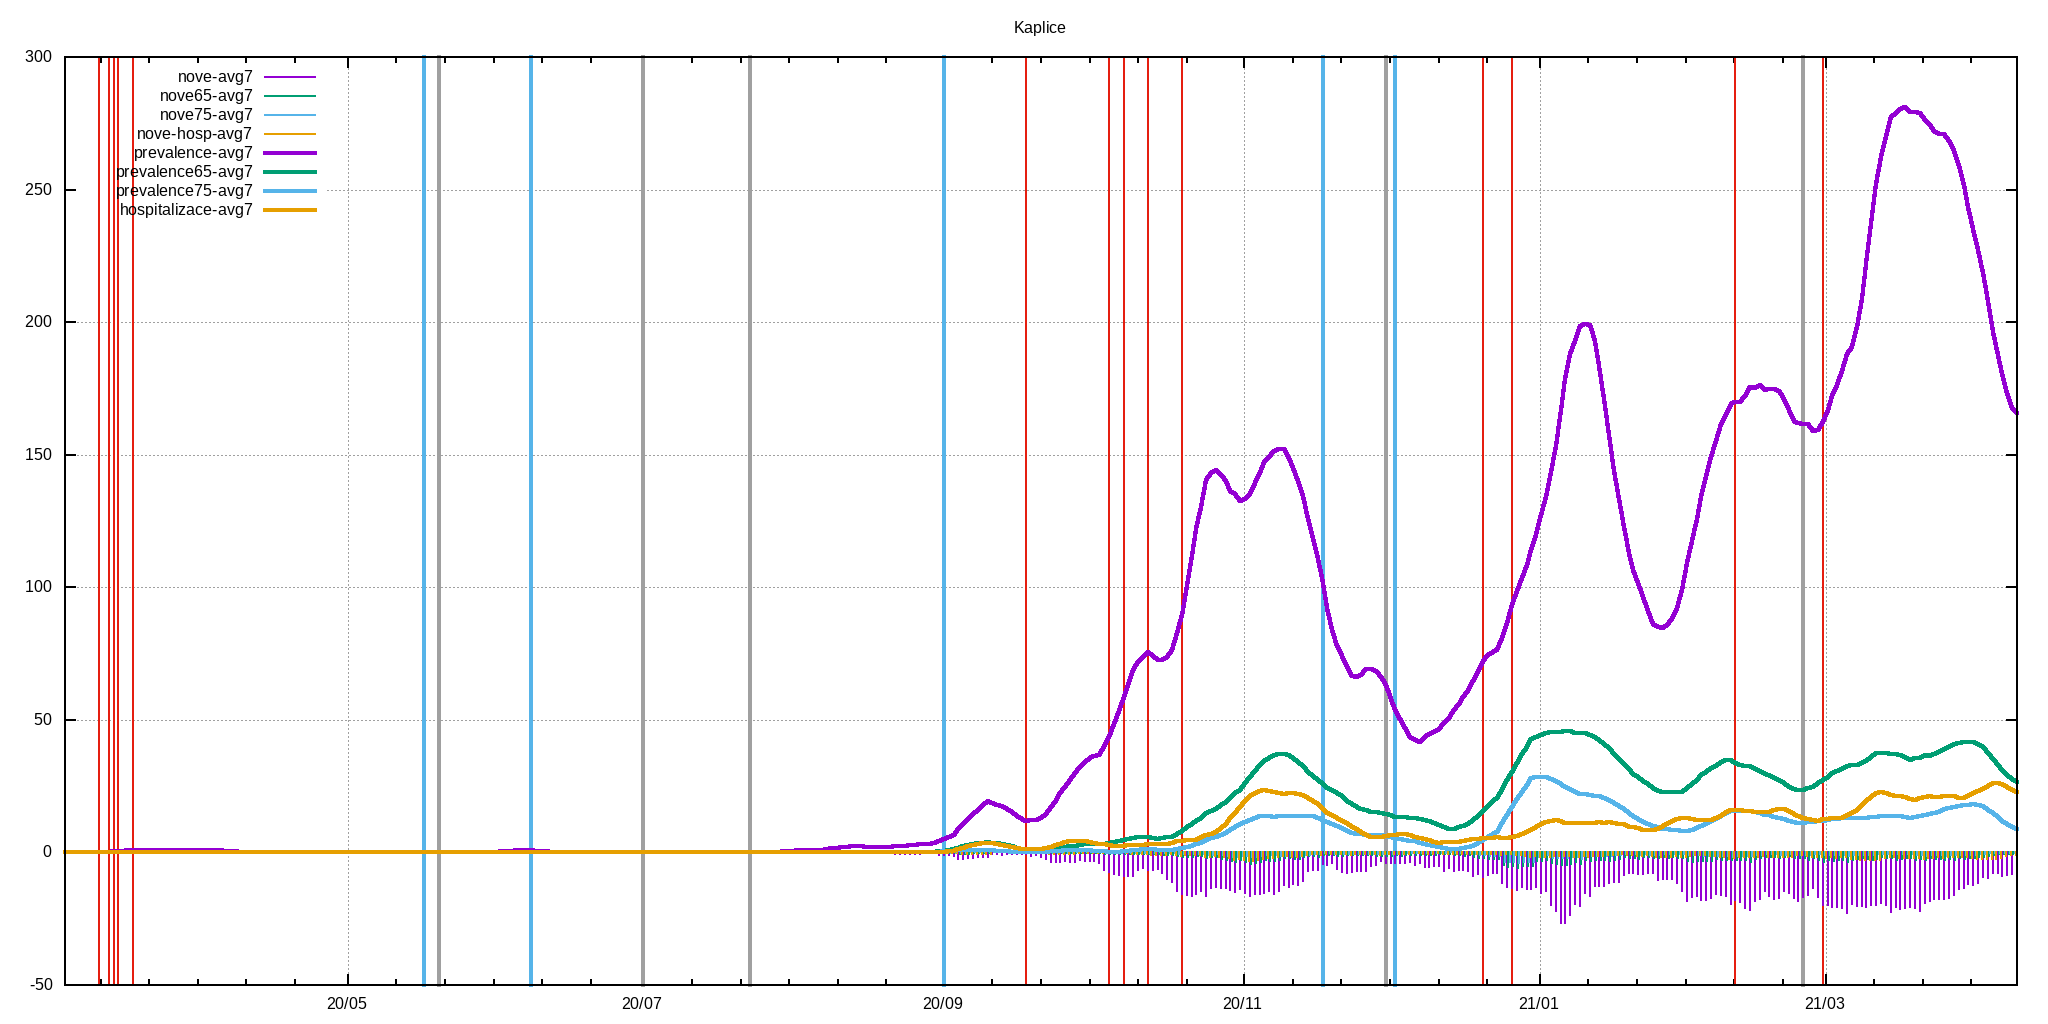 Kaplice
300
250
200
150
100
50
0
-50
nove-avg7
nove65-avg7
nove75-avg7
nove-hosp-avg7
prevalence-avg7
prevalence65-avg7
prevalence75-avg7
hospitalizace-avg7
20/05 20/07 20/09 20/11 21/01 21/03